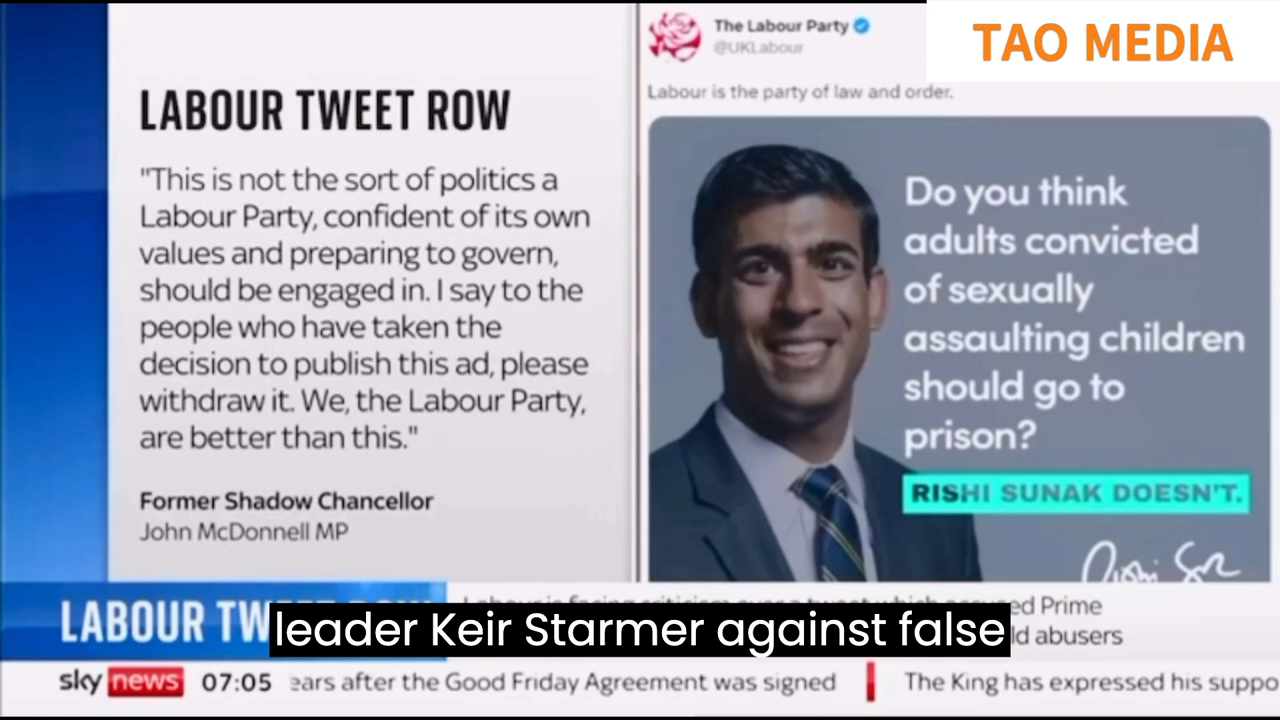 TAO MEDIA
The Labour Party
@UKLabour
Labour is the party of law and order.
LABOUR TWEET ROW
"This is not the sort of politics a
Labour Party, confident of its own
values and preparing to govern,
should be engaged in. I say to the
people who have taken the
decision to publish this ad, please
withdraw it. We, the Labour Party,
are better than this."
Former Shadow Chancellor
John McDonnell MP
Do you think
adults convicted
of sexually
assaulting children
should go to
prison?
RISHI SUNAK DOESN'T.
LABOUR TW
Labour is facing criticism over a tweet which accused Prime
abusers
leader Keir Starmer against false
sky news 07:05 ears after the Good Friday Agreement was signed The King has expressed his suppo